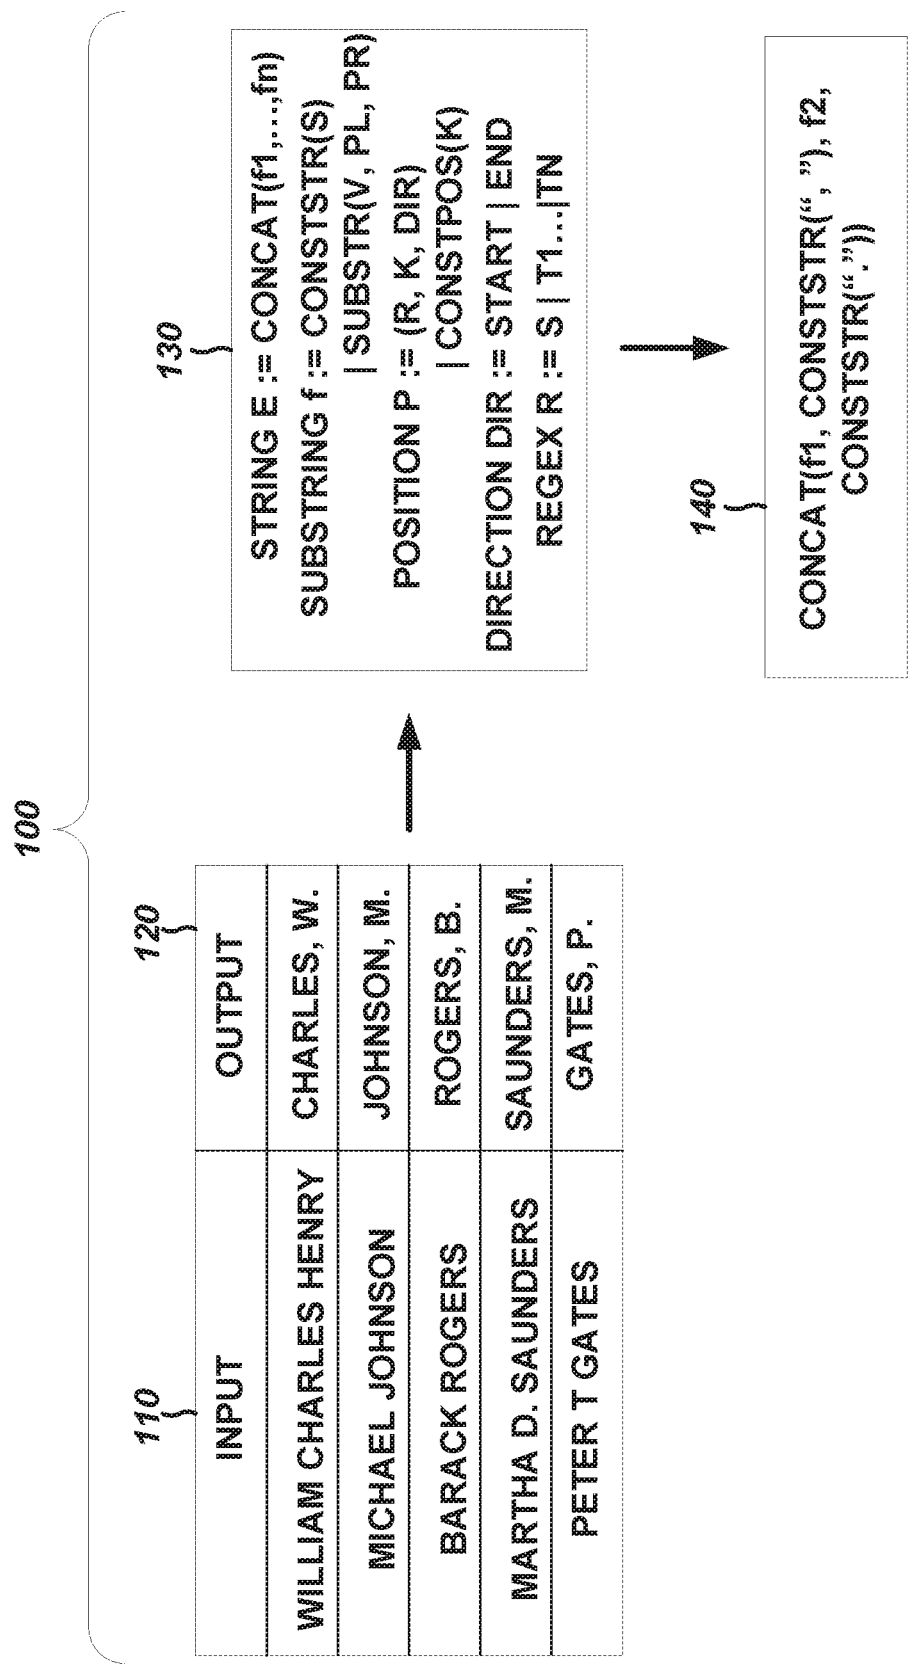 100
110
120
INPUT OUTPUT
WILLIAM CHARLES HENRY CHARLES, W.
MICHAEL JOHNSON JOHNSON, M.
BARACK ROGERS ROGERS, B.
MARTHA D. SAUNDERS SAUNDERS, M.
PETER T GATES GATES, P.
130
STRING E := CONCAT(f1,...,fn)
SUBSTRING f := CONSTSTR(S)
| SUBSTR(V, PL, PR)
POSITION P := (R, K, DIR)
| CONSTPOS(K)
DIRECTION DIR := START | END
REGEX R := S | T1...|TN
140
CONCAT(f1, CONSTSTR(“, ”), f2,
CONSTSTR(“.”))